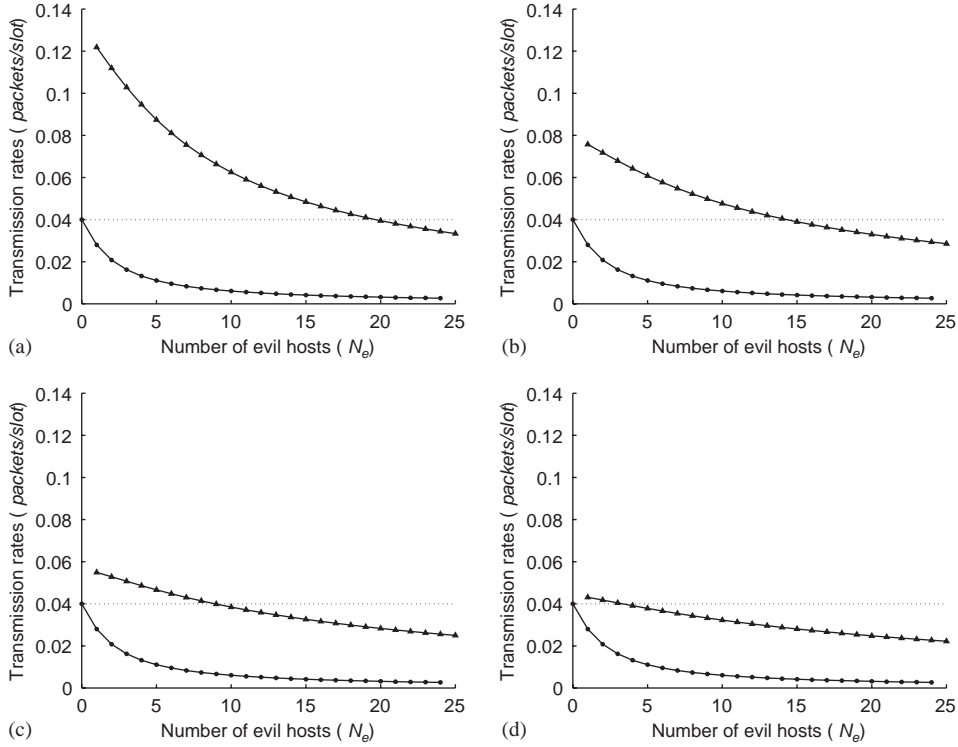 Transmission rates ( packets/slot)
0.14
0.12
0.1
0.08
0.06
0.04
0.02
0
0 5 10 15 20 25
(a) Number of evil hosts ( Ne)
Transmission rates ( packets/slot)
0.14
0.12
0.1
0.08
0.06
0.04
0.02
0
0 5 10 15 20 25
(b) Number of evil hosts ( Ne)
Transmission rates ( packets/slot)
0.14
0.12
0.1
0.08
0.06
0.04
0.02
0
0 5 10 15 20 25
(c) Number of evil hosts ( Ne)
Transmission rates ( packets/slot)
0.14
0.12
0.1
0.08
0.06
0.04
0.02
0
0 5 10 15 20 25
(d) Number of evil hosts ( Ne)